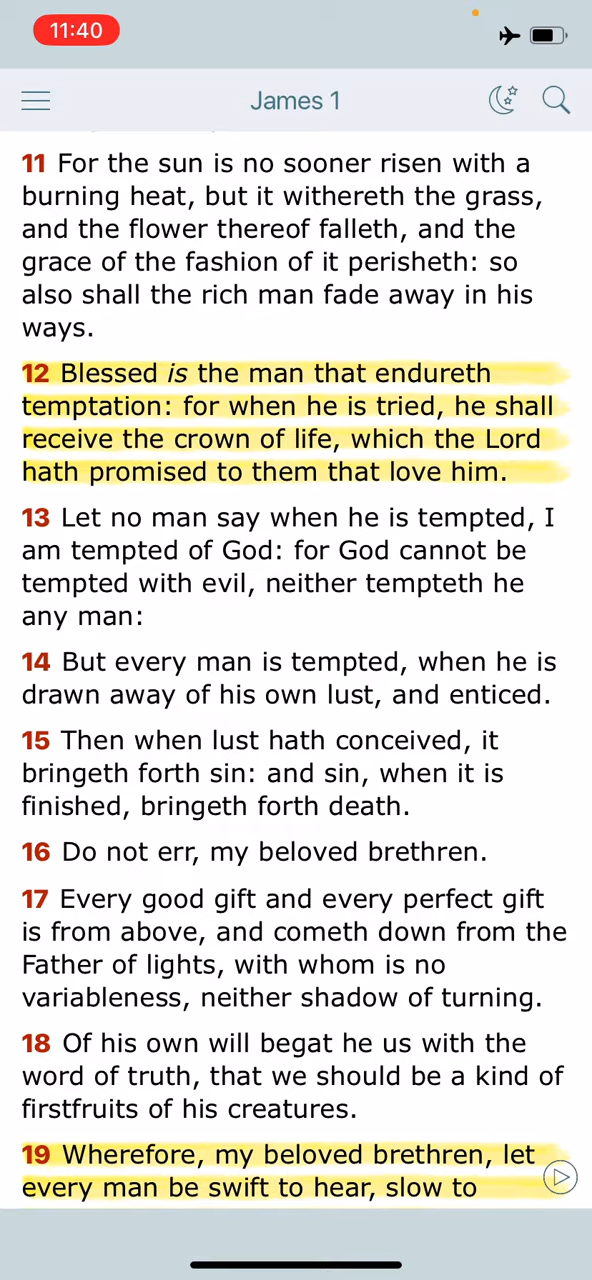 11:40
James 1
11 For the sun is no sooner risen with a
burning heat, but it withereth the grass,
and the flower thereof falleth, and the
grace of the fashion of it perisheth: so
also shall the rich man fade away in his
ways.
12 Blessed is the man that endureth
temptation: for when he is tried, he shall
receive the crown of life, which the Lord
hath promised to them that love him.
13 Let no man say when he is tempted, I
am tempted of God: for God cannot be
tempted with evil, neither tempteth he
any man:
14 But every man is tempted, when he is
drawn away of his own lust, and enticed.
15 Then when lust hath conceived, it
bringeth forth sin: and sin, when it is
finished, bringeth forth death.
16 Do not err, my beloved brethren.
17 Every good gift and every perfect gift
is from above, and cometh down from the
Father of lights, with whom is no
variableness, neither shadow of turning.
18 Of his own will begat he us with the
word of truth, that we should be a kind of
firstfruits of his creatures.
19 Wherefore, my beloved brethren, let
every man be swift to hear, slow to